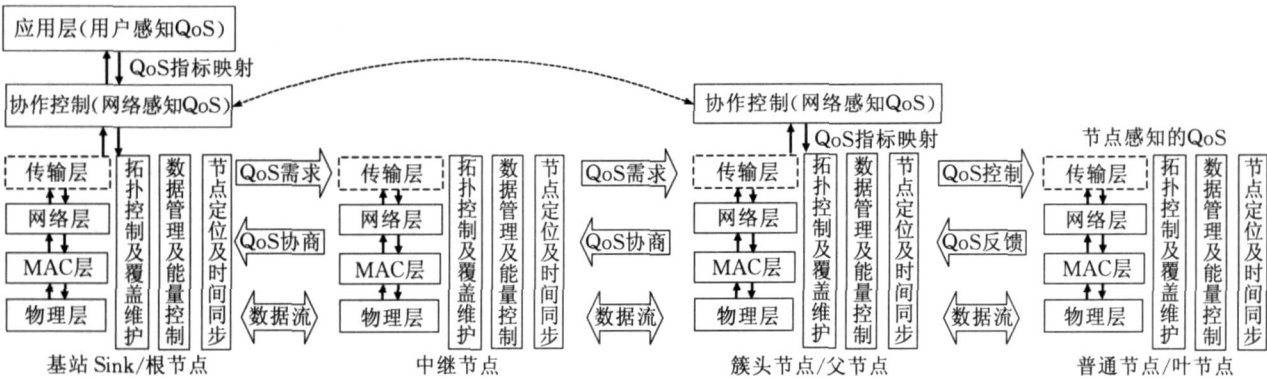 应用层(用户感知QoS)
QoS指标映射
协作控制(网络感知QoS)
协作控制(网络感知QoS)
QoS指标映射
节点感知的QoS
传输层
网络层
MAC层
物理层
拓扑控制及覆盖维护
数据管理及能量控制
节点定位及时间同步
QoS需求
QoS协商
数据流
传输层
网络层
MAC层
物理层
拓扑控制及覆盖维护
数据管理及能量控制
节点定位及时间同步
QoS需求
QoS协商
数据流
传输层
网络层
MAC层
物理层
拓扑控制及覆盖维护
数据管理及能量控制
节点定位及时间同步
QoS控制
QoS反馈
数据流
传输层
网络层
MAC层
物理层
拓扑控制及覆盖维护
数据管理及能量控制
节点定位及时间同步
基站 Sink/根节点
中继节点
簇头节点/父节点
普通节点/叶节点